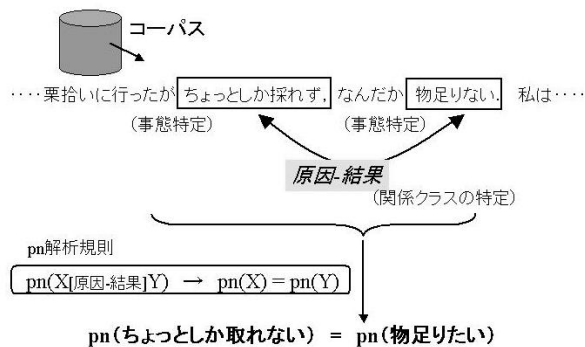 コーパス
‥‥栗拾いに行ったが ちょっとしか採れず, なんだか 物足りない. 私は‥‥
(事態特定) (事態特定)
原因-結果
(関係クラスの特定)
pn解析規則
pn(X[原因-結果]Y) → pn(X)=pn(Y)
pn(ちょっとしか取れない) = pn(物足りたい)